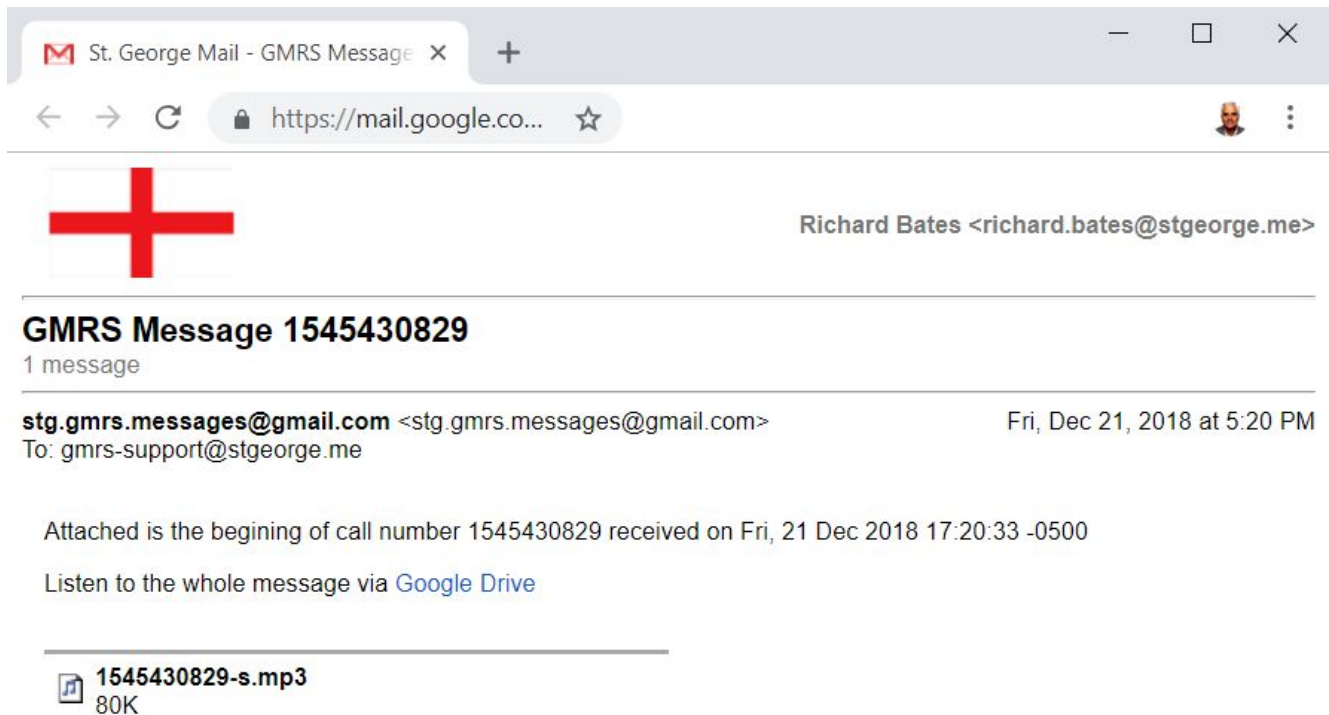 St. George Mail - GMRS Message
https://mail.google.co...
Richard Bates <richard.bates@stgeorge.me>
GMRS Message 1545430829
1 message
stg.gmrs.messages@gmail.com <stg.gmrs.messages@gmail.com> Fri, Dec 21, 2018 at 5:20 PM
To: gmrs-support@stgeorge.me
Attached is the begining of call number 1545430829 received on Fri, 21 Dec 2018 17:20:33 -0500
Listen to the whole message via Google Drive
1545430829-s.mp3
80K